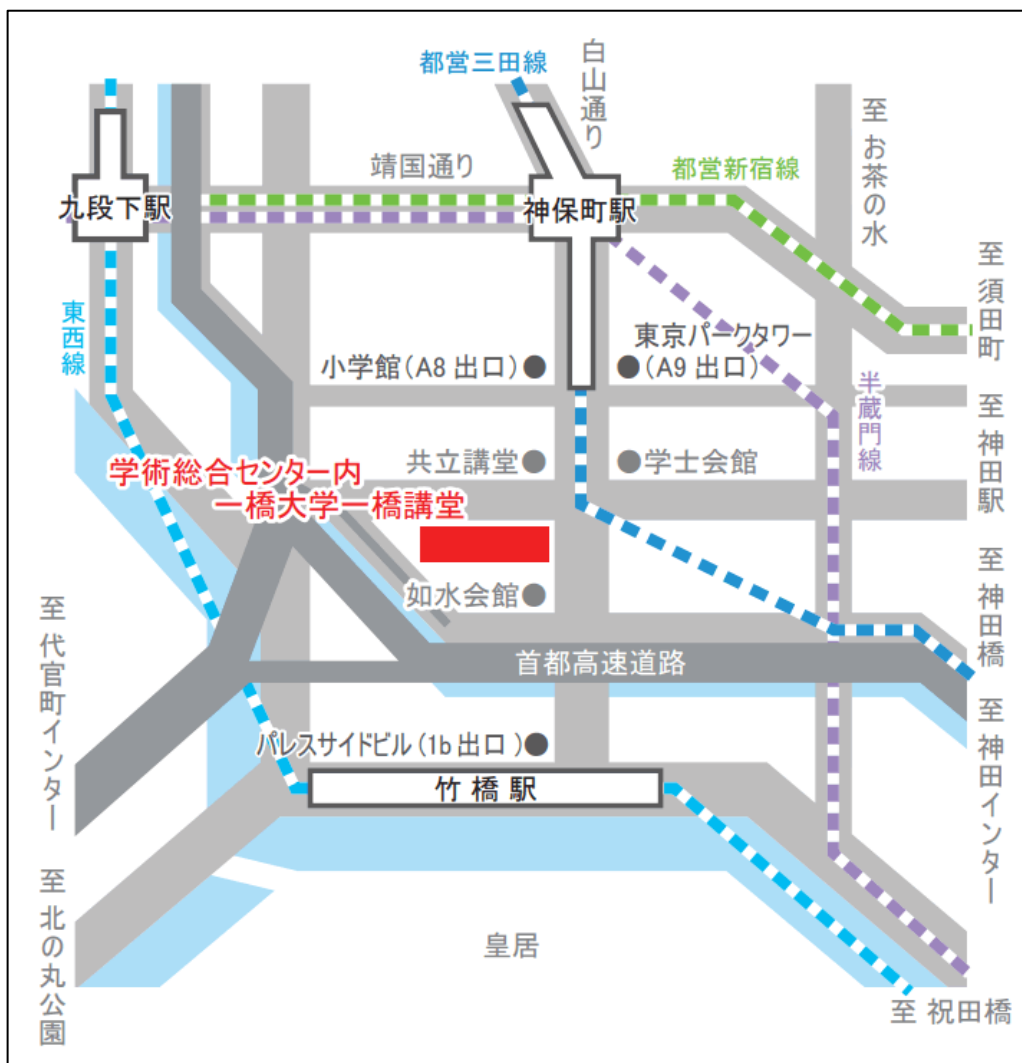 都営三田線
白山通り
靖国通り
都営新宿線
至 お茶の水
九段下駅
神保町駅
至 須田町
東西線
東京パークタワー
小学館(A8 出口)
(A9 出口)
半蔵門線
至 神田駅
共立講堂
学士会館
学術総合センター内
一橋大学一橋講堂
如水会館
至 神田橋
至 代官町インター
首都高速道路
至 神田インター
パレスサイドビル(1b 出口)
竹橋駅
至 北の丸公園
皇居
至 祝田橋